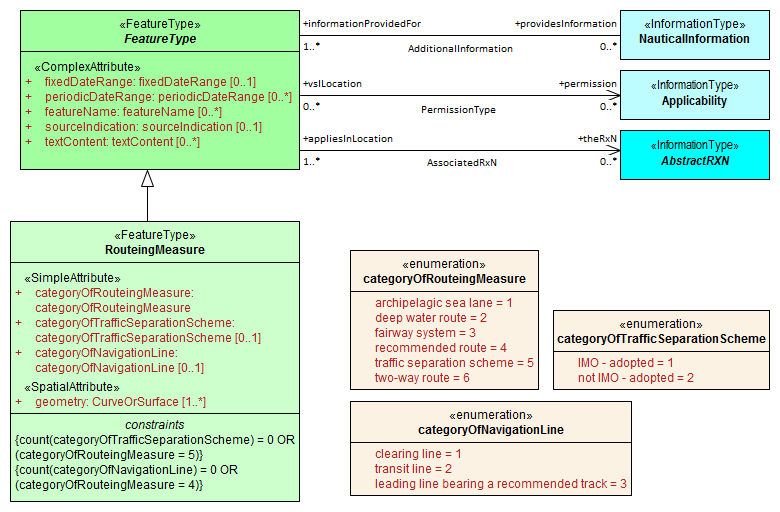 «FeatureType»
FeatureType
«ComplexAttribute»
+ fixedDateRange: fixedDateRange [0..1]
+ periodicDateRange: periodicDateRange [0..*]
+ featureName: featureName [0..*]
+ sourceIndication: sourceIndication [0..1]
+ textContent: textContent [0..*]
+informationProvidedFor
+providesInformation
1..*
AdditionalInformation
0..*
«InformationType»
NauticalInformation
+vslLocation
+permission
0..*
PermissionType
0..*
«InformationType»
Applicability
+appliesInLocation
+theRxN
1..*
AssociatedRxN
0..*
«InformationType»
AbstractRXN
«FeatureType»
RouteingMeasure
«SimpleAttribute»
+ categoryOfRouteingMeasure:
categoryOfRouteingMeasure
+ categoryOfTrafficSeparationScheme:
categoryOfTrafficSeparationScheme [0..1]
+ categoryOfNavigationLine:
categoryOfNavigationLine [0..1]
«SpatialAttribute»
+ geometry: CurveOrSurface [1..*]
constraints
{count(categoryOfTrafficSeparationScheme) = 0 OR
(categoryOfRouteingMeasure = 5)}
{count(categoryOfNavigationLine) = 0 OR
(categoryOfRouteingMeasure = 4)}
«enumeration»
categoryOfRouteingMeasure
archipelagic sea lane = 1
deep water route = 2
fairway system = 3
recommended route = 4
traffic separation scheme = 5
two-way route = 6
«enumeration»
categoryOfTrafficSeparationScheme
IMO - adopted = 1
not IMO - adopted = 2
«enumeration»
categoryOfNavigationLine
clearing line = 1
transit line = 2
leading line bearing a recommended track = 3